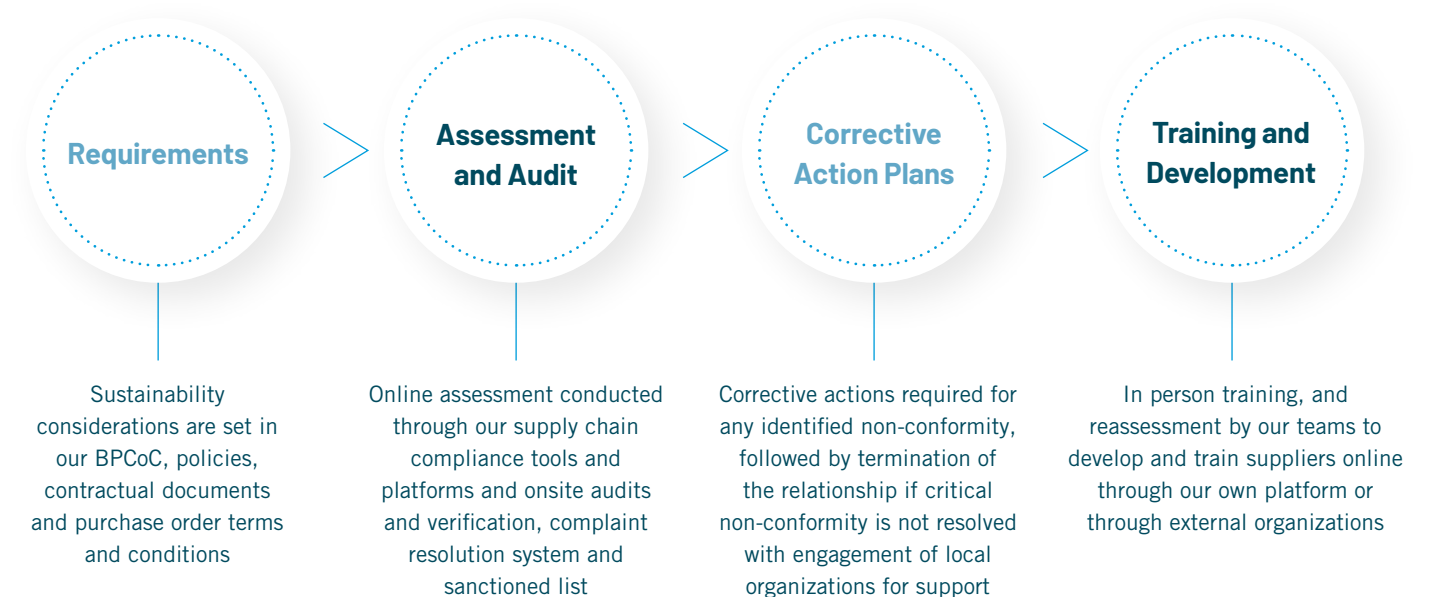 Requirements
Assessment
and Audit
Corrective
Action Plans
Training and
Development
Sustainability
considerations are set in
our BPCoC, policies,
contractual documents
and purchase order terms
and conditions
Online assessment conducted
through our supply chain
compliance tools and
platforms and onsite audits
and verification, complaint
resolution system and
sanctioned list
Corrective actions required for
any identified non-conformity,
followed by termination of
the relationship if critical
non-conformity is not resolved
with engagement of local
organizations for support
In person training, and
reassessment by our teams to
develop and train suppliers online
through our own platform or
through external organizations